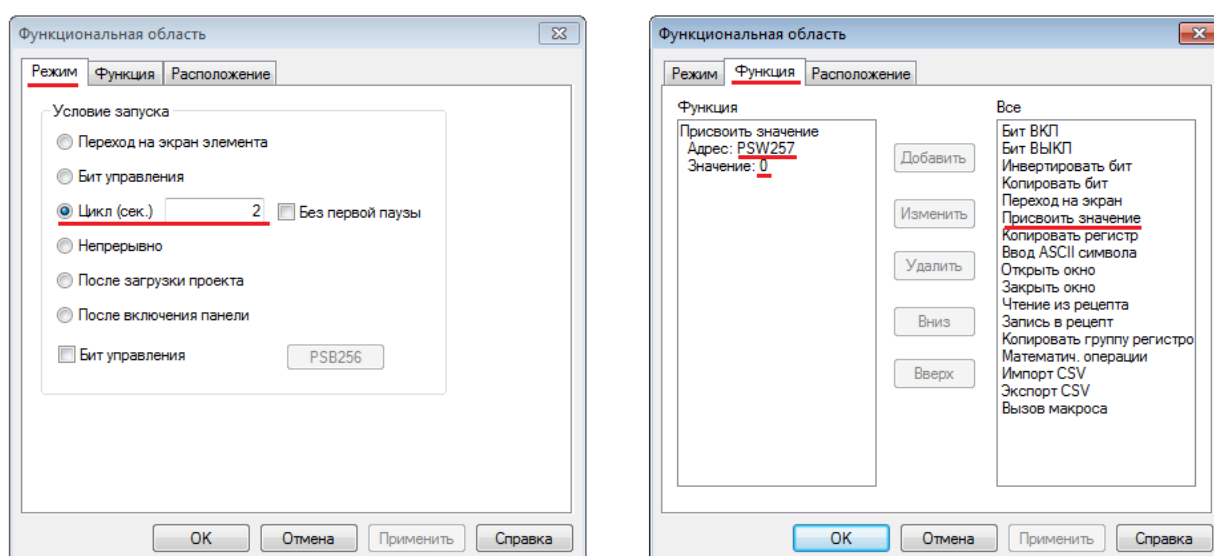 Функциональная область
Режим Функция Расположение
Условие запуска
Переход на экран элемента
Бит управления
Цикл (сек.) 2 Без первой паузы
Непрерывно
После загрузки проекта
После включения панели
Бит управления PSB256
OK Отмена Применить Справка
Функциональная область
Режим Функция Расположение
Функция
Присвоить значение
Адрес: PSW257
Значение: 0
Добавить
Изменить
Удалить
Вниз
Вверх
Все
Бит ВКЛ
Бит ВЫКЛ
Инвертировать бит
Копировать бит
Переход на экран
Присвоить значение
Копировать регистр
Ввод ASCII символа
Открыть окно
Закрыть окно
Чтение из рецепта
Запись в рецепт
Копировать группу регистро
Математич. операции
Импорт CSV
Экспорт CSV
Вызов макроса
OK Отмена Применить Справка